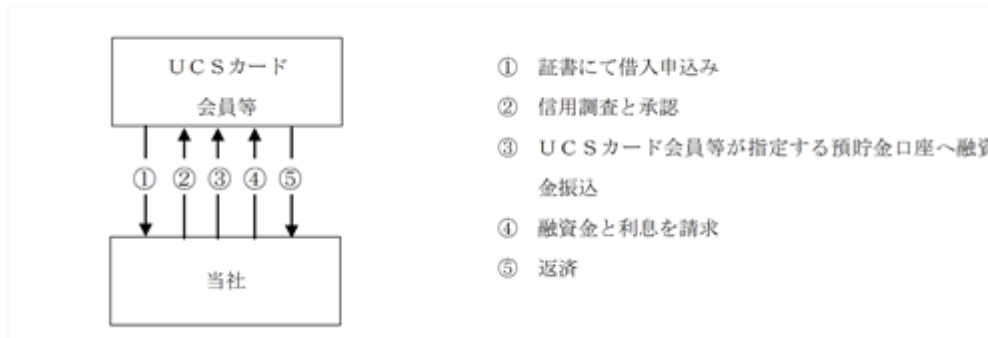 UCSカード
会員等
① ② ③ ④ ⑤
当社
① 証書にて借入申込み
② 信用調査と承認
③ UCSカード会員等が指定する預貯金口座へ融資
金振込
④ 融資金と利息を請求
⑤ 返済